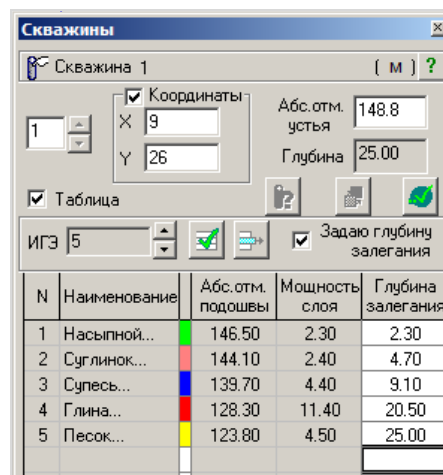 Скважины
Скважина 1 ( м ) ?
Координаты
X 9
Y 26
1
Абс.отм. устья 148.8
Глубина 25.00
Таблица
ИГЭ 5
Задаю глубину залегания
N Наименование Абс.отм. подошвы Мощность слоя Глубина залегания
1 Насыпной... 146.50 2.30 2.30
2 Суглинок... 144.10 2.40 4.70
3 Супесь... 139.70 4.40 9.10
4 Глина... 128.30 11.40 20.50
5 Песок... 123.80 4.50 25.00